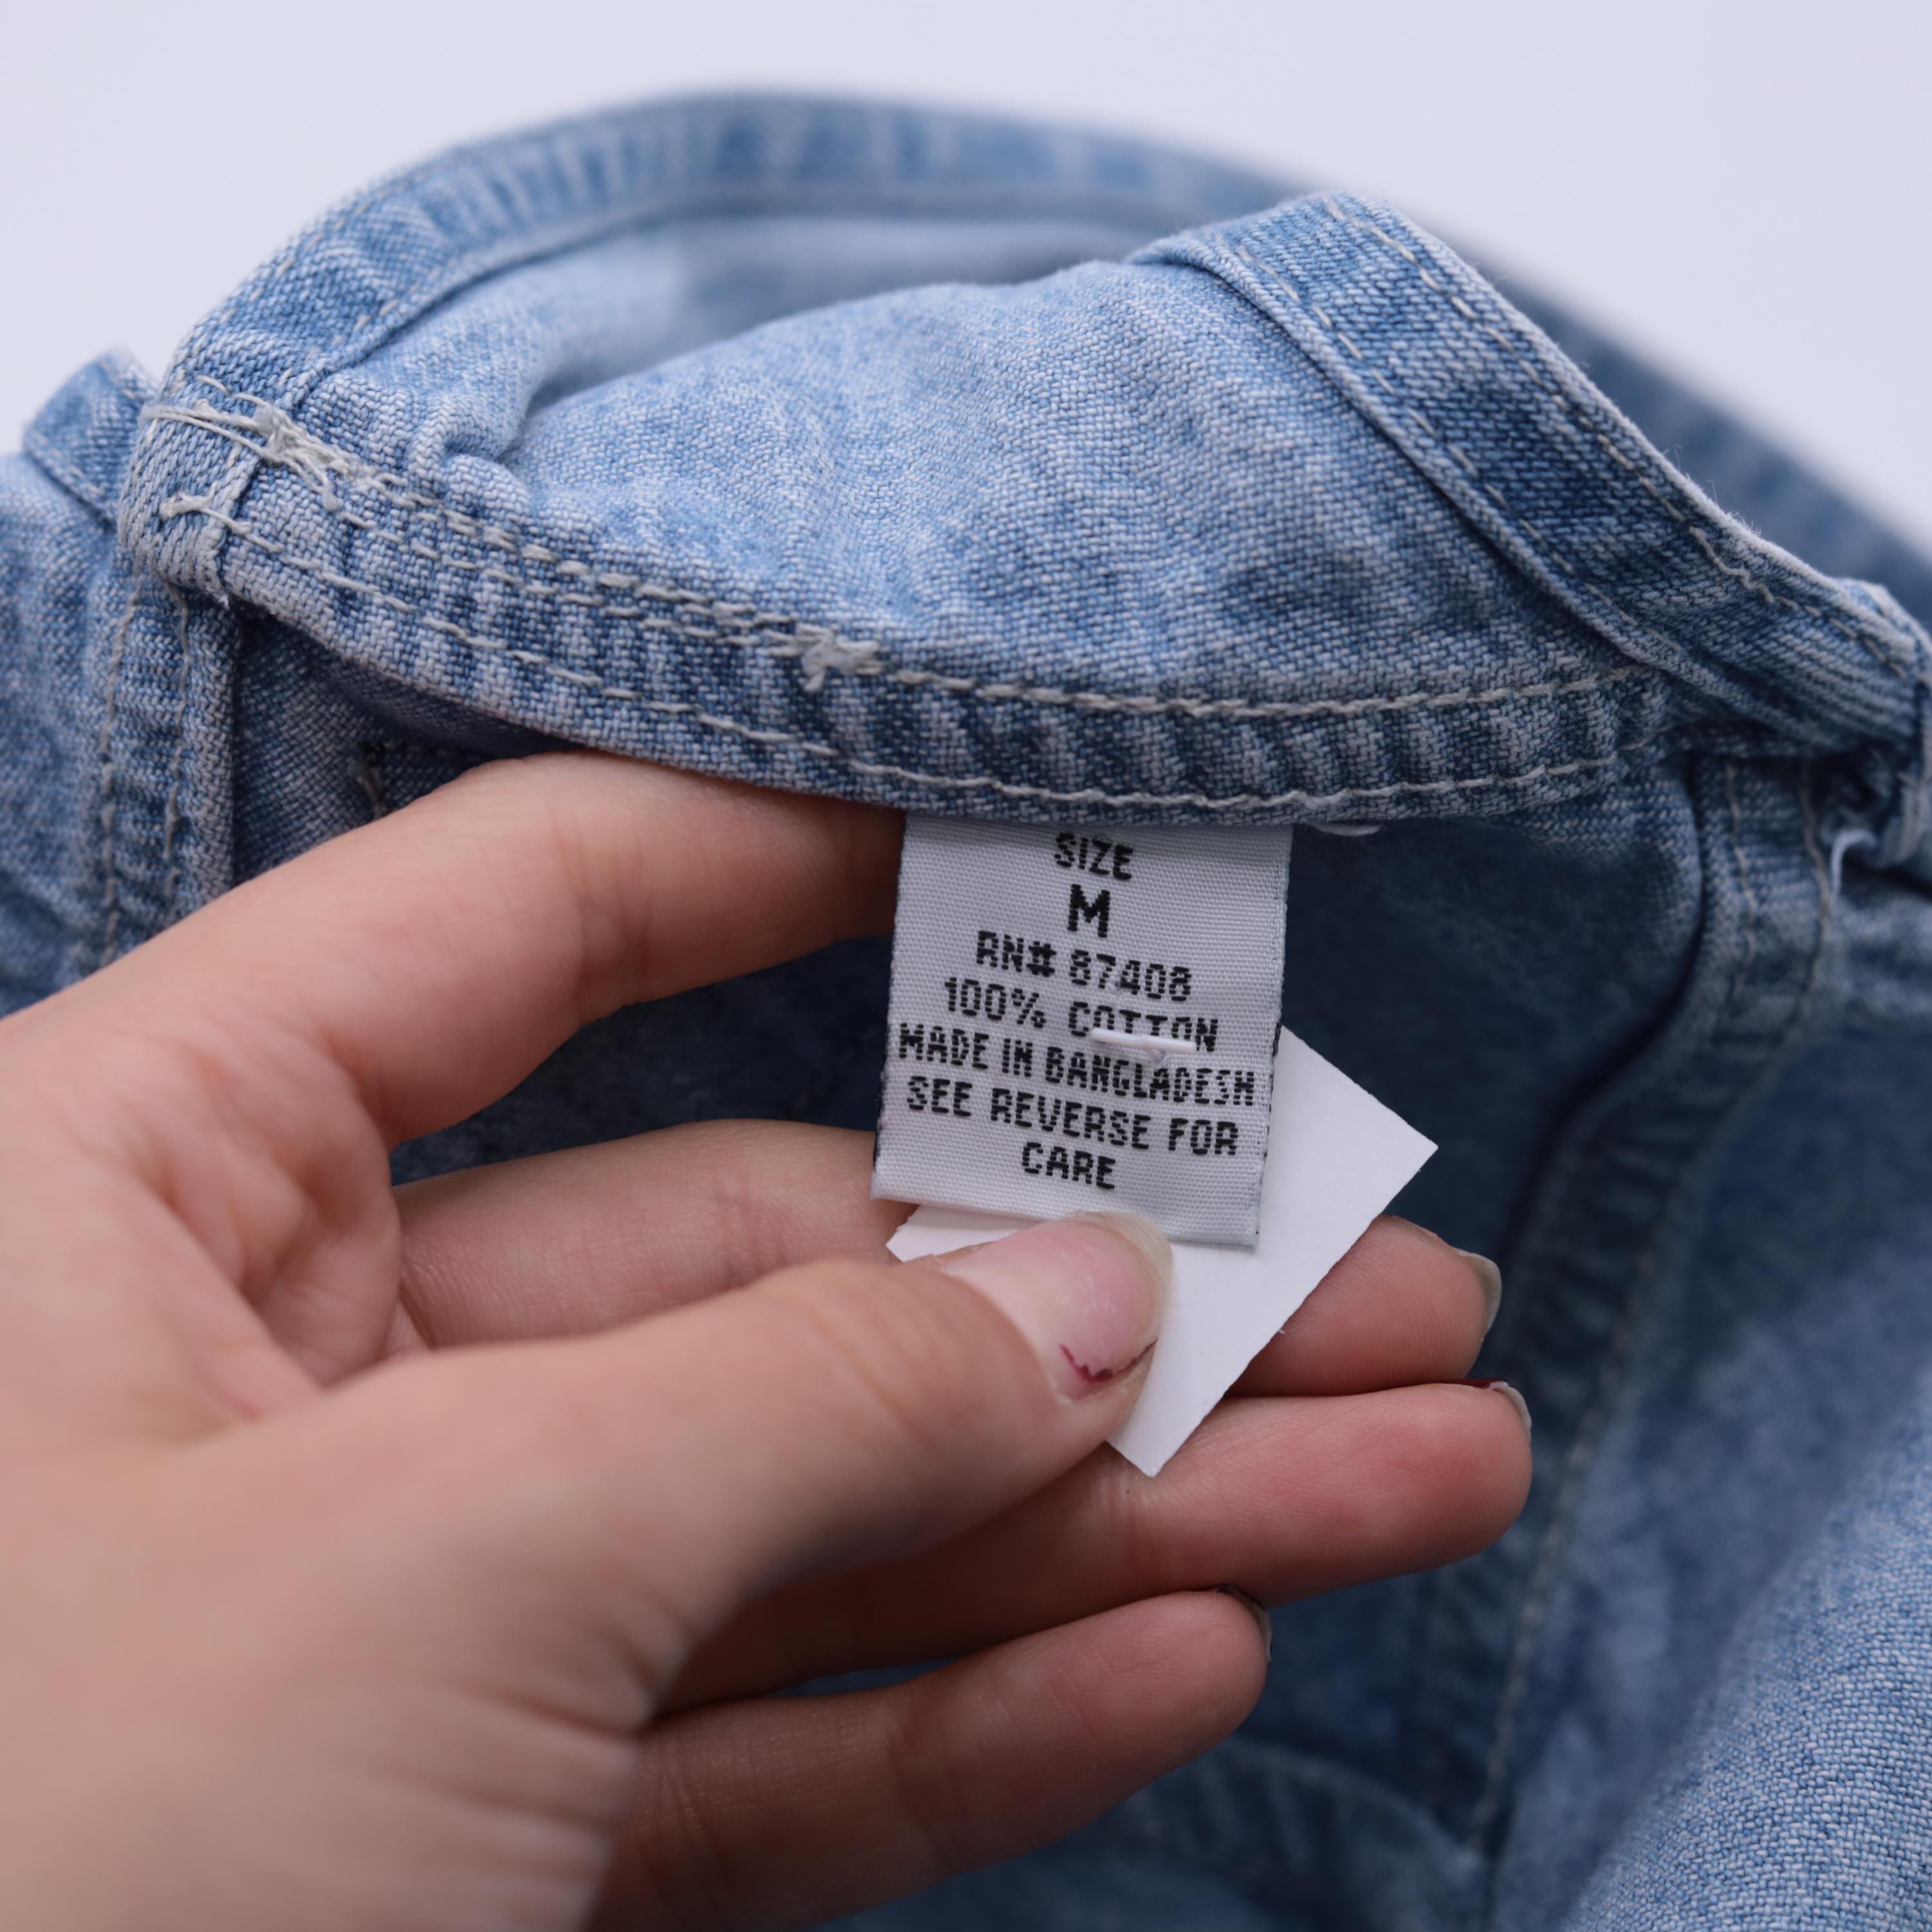 SIZE
M
RN# 87408
100% COTTON
MADE IN BANGLADESH
SEE REVERSE FOR
CARE